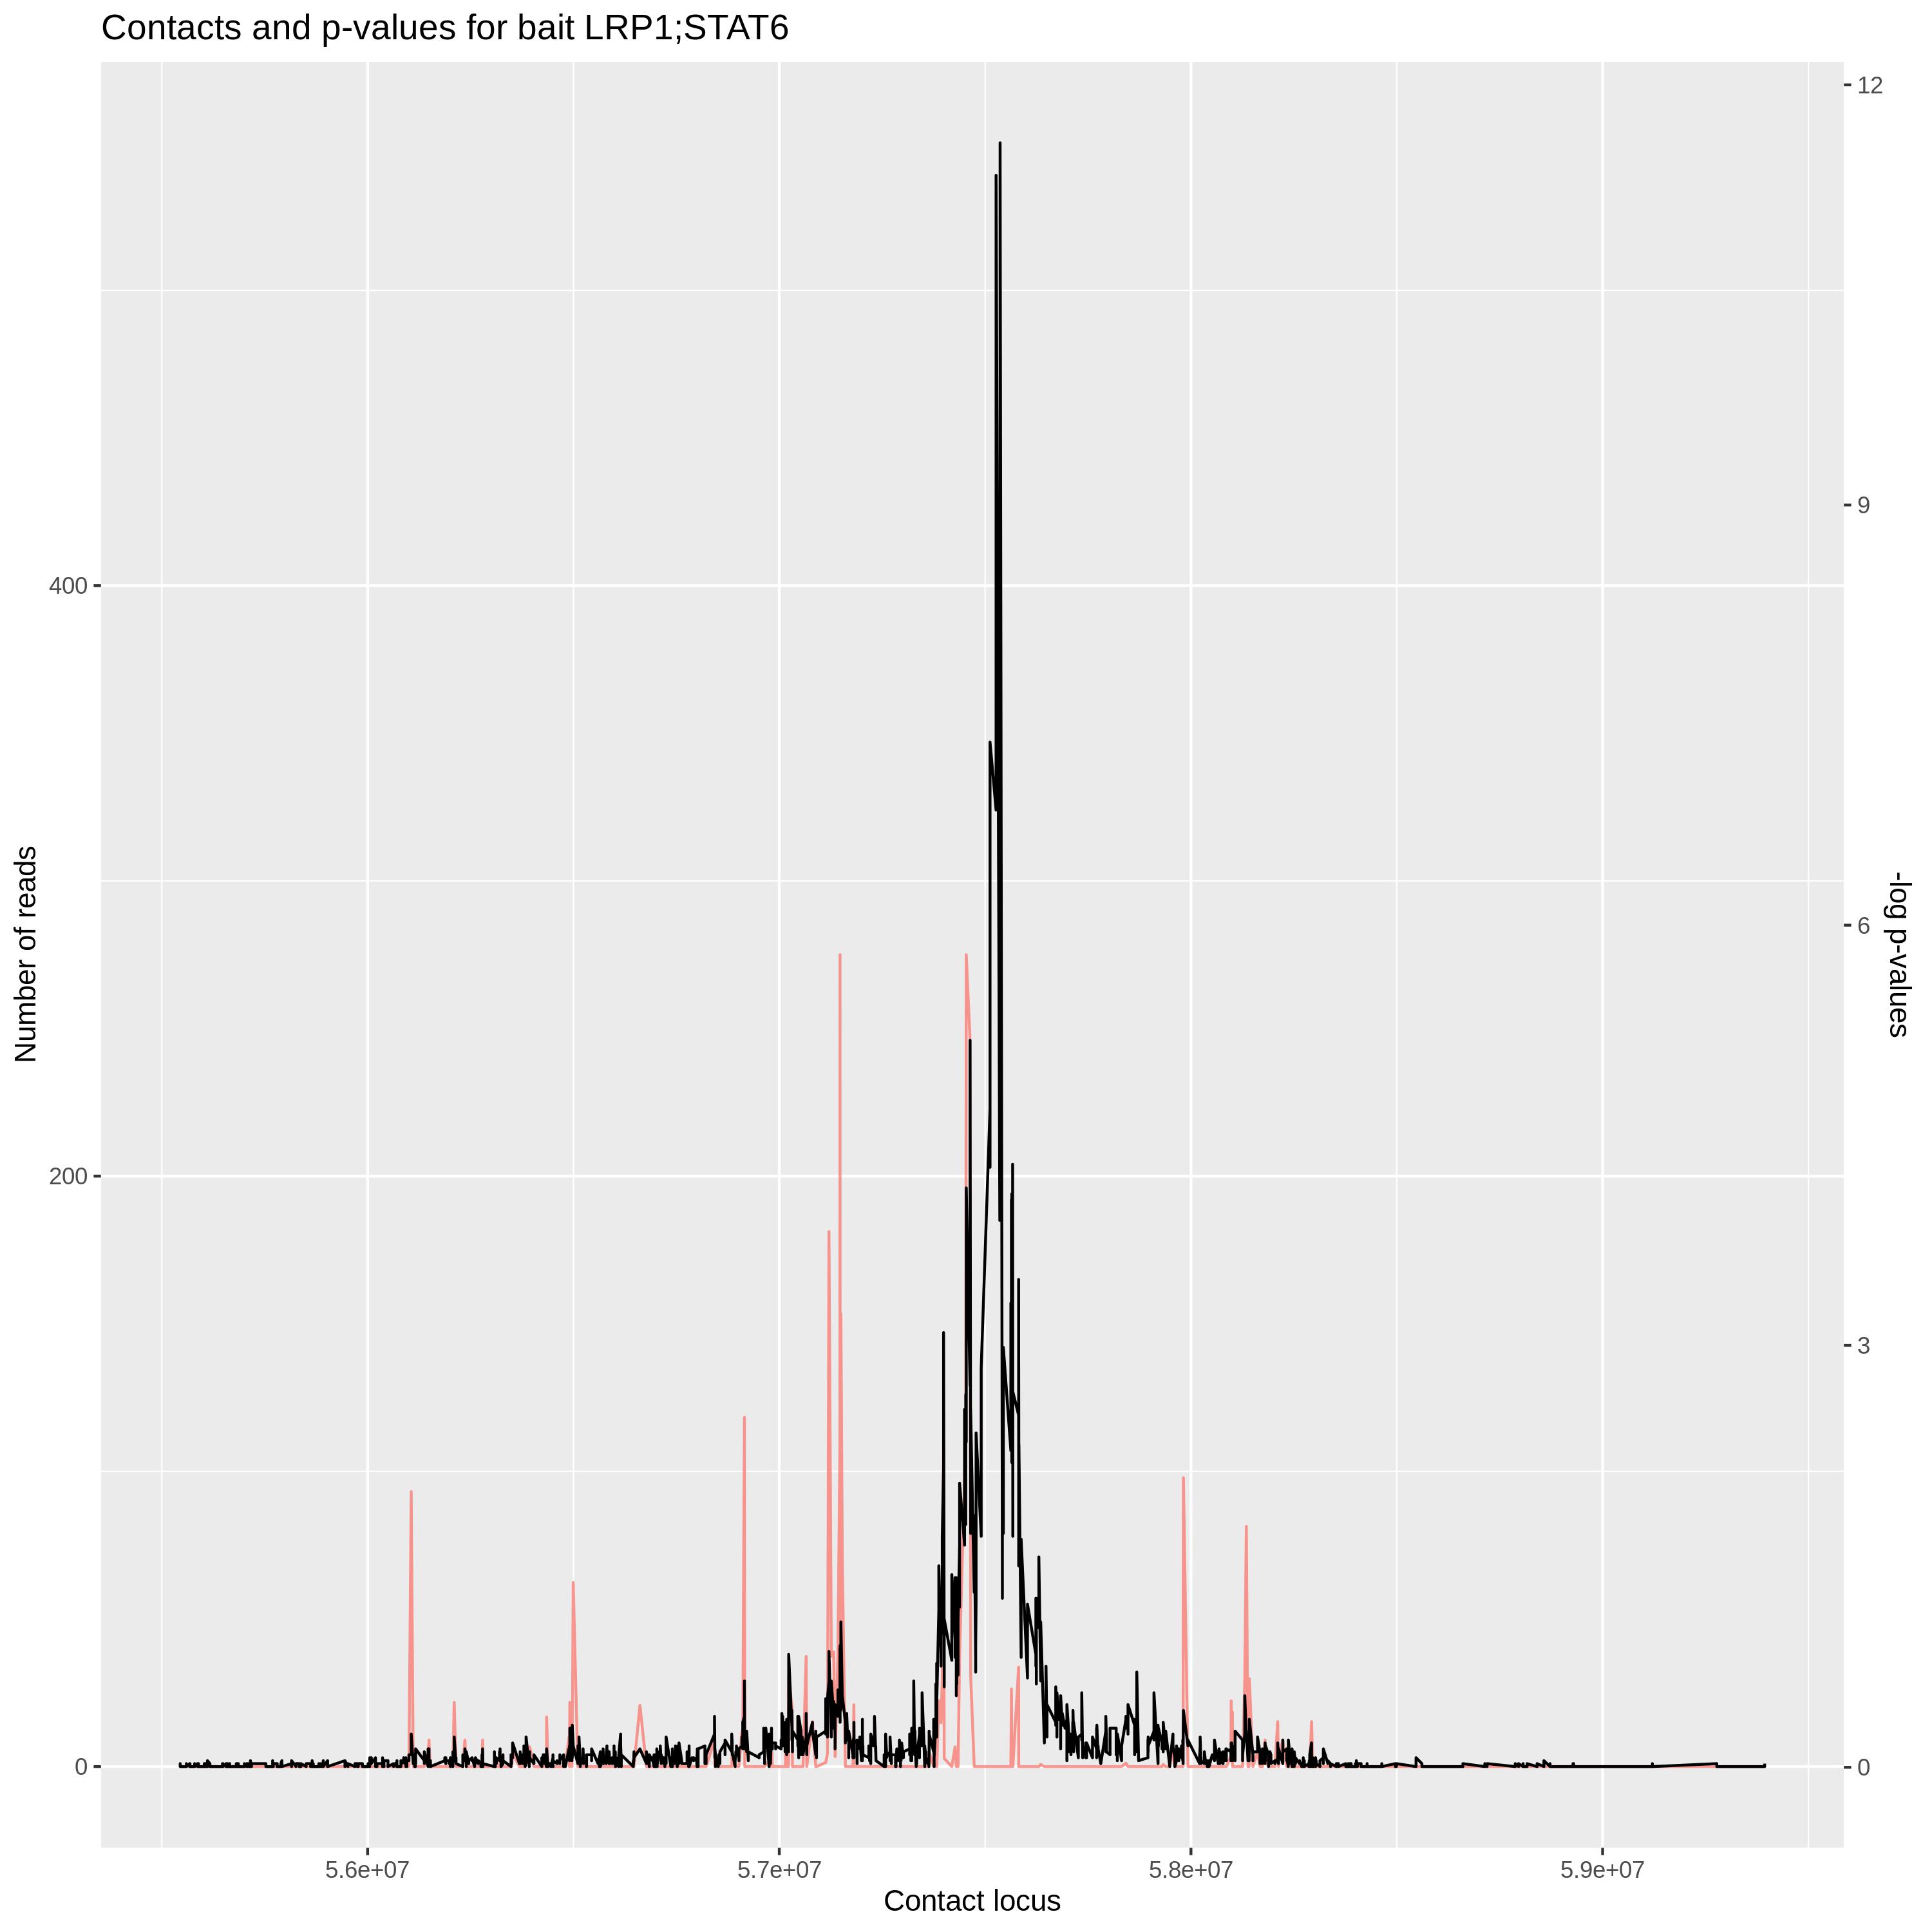 Contacts and p-values for bait LRP1;STAT6
12
9
400
Number of reads
6
-log p-values
200
3
0
0
5.6e+07
5.7e+07
5.8e+07
5.9e+07
Contact locus